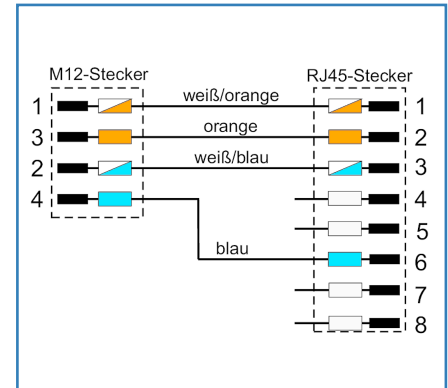 M12-Stecker RJ45-Stecker
1 weiß/orange 1
3 orange 2
2 weiß/blau 3
4 4
5
blau 6
7
8